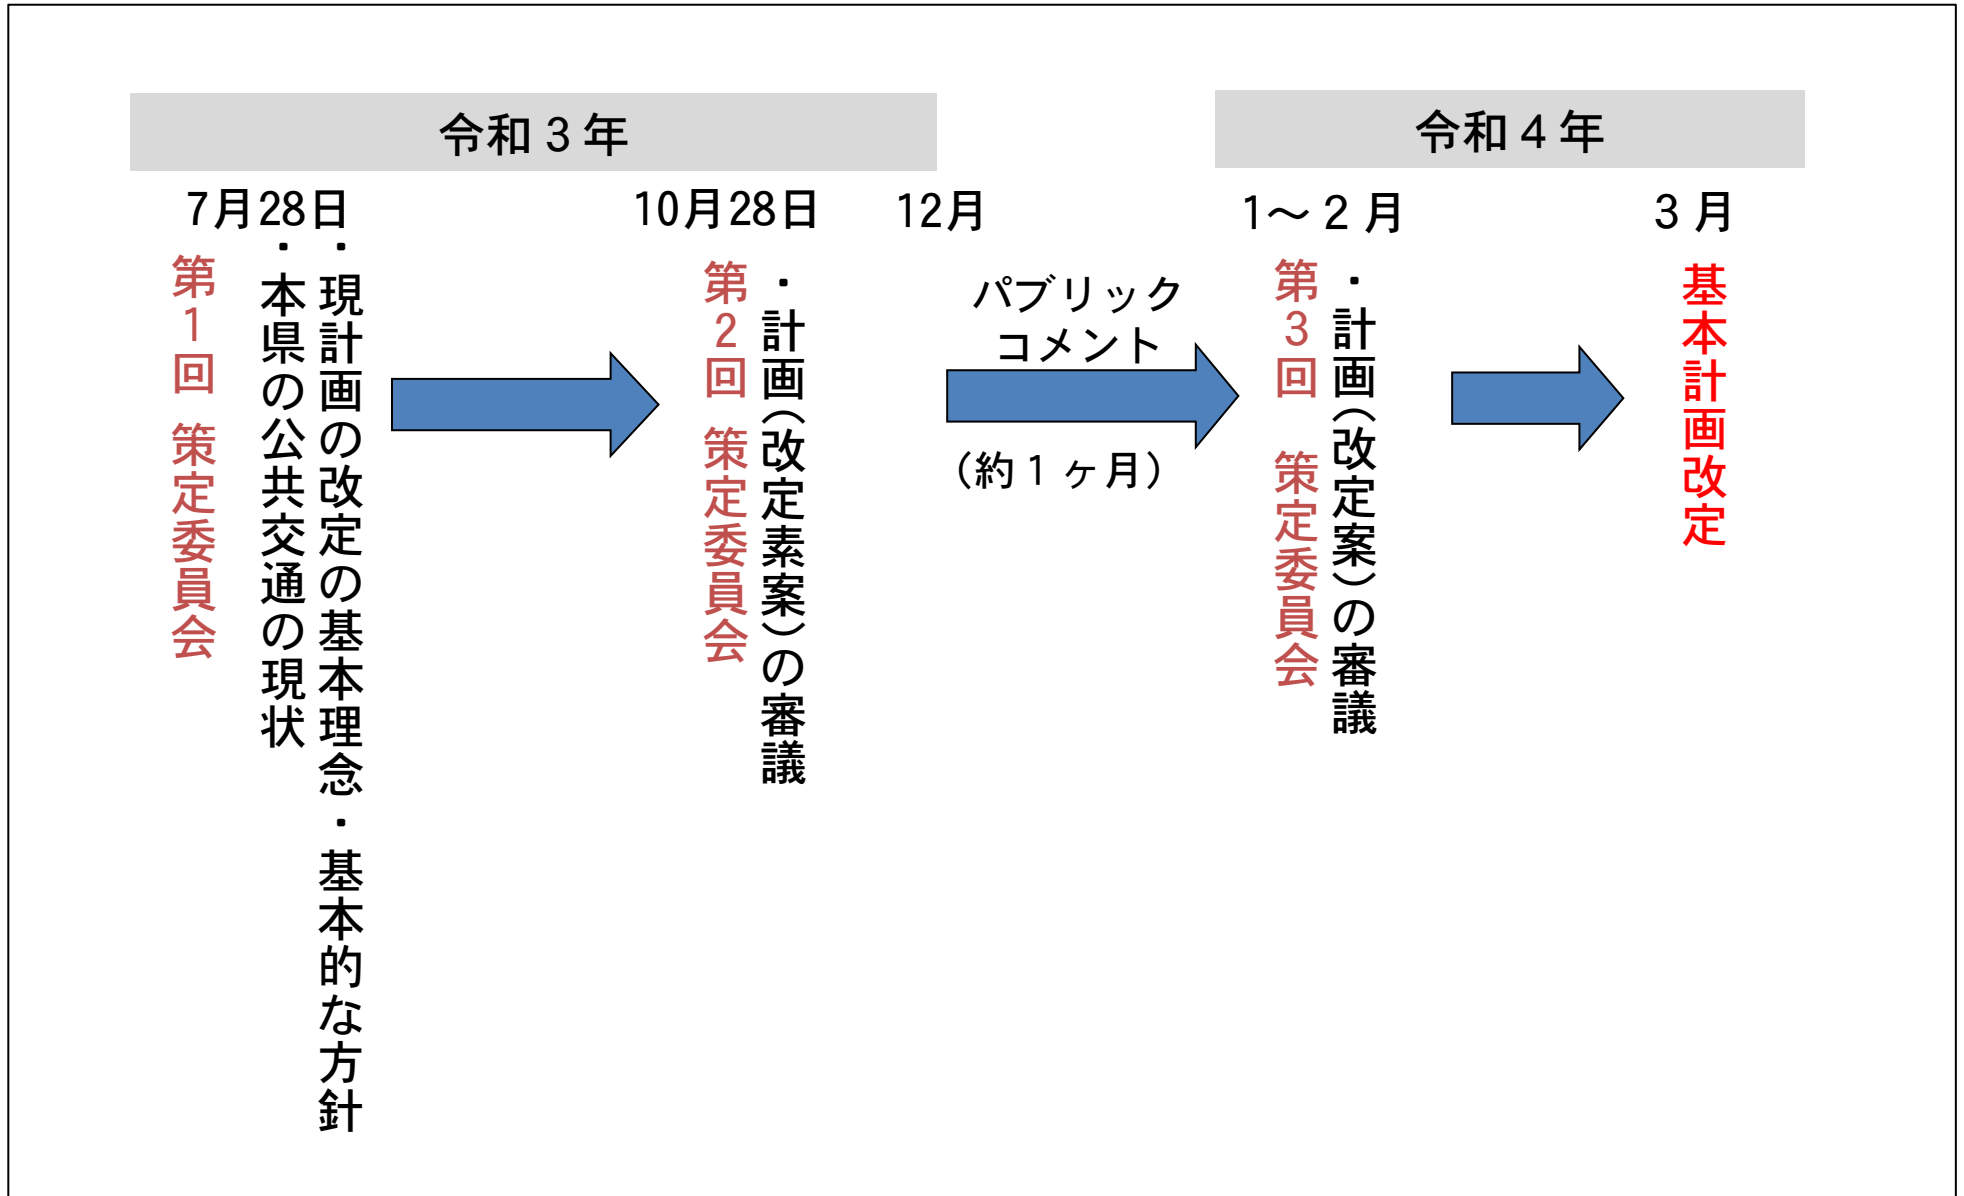 令和３年
7月28日
・現計画の改定の基本理念・基本的な方針
・本県の公共交通の現状
第1回 策定委員会
10月28日
・計画（改定素案）の審議
第2回 策定委員会
12月
パブリック
コメント
（約１ヶ月）
令和４年
1～２月
・計画（改定案）の審議
第3回 策定委員会
３月
基本計画改定